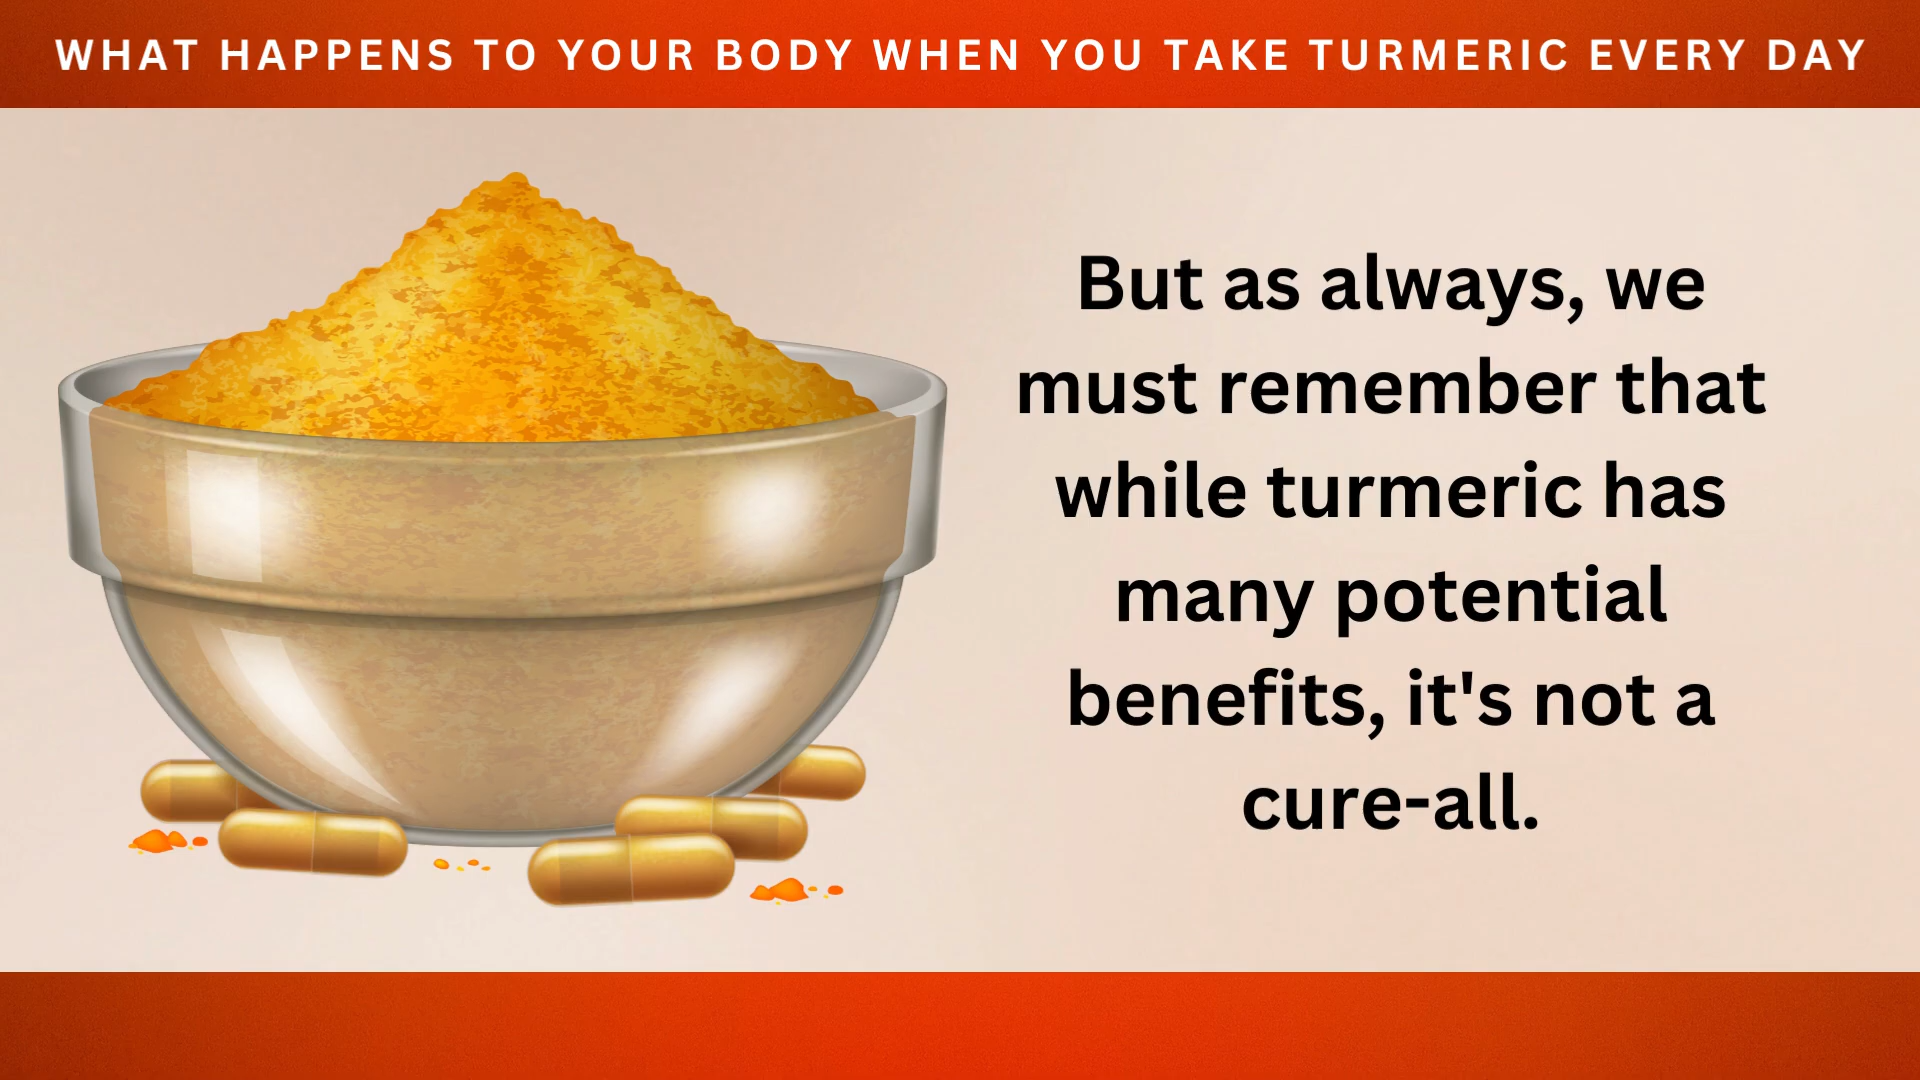 WHAT HAPPENS TO YOUR BODY WHEN YOU TAKE TURMERIC EVERY DAY
But as always, we
must remember that
while turmeric has
many potential
benefits, it's not a
cure-all.